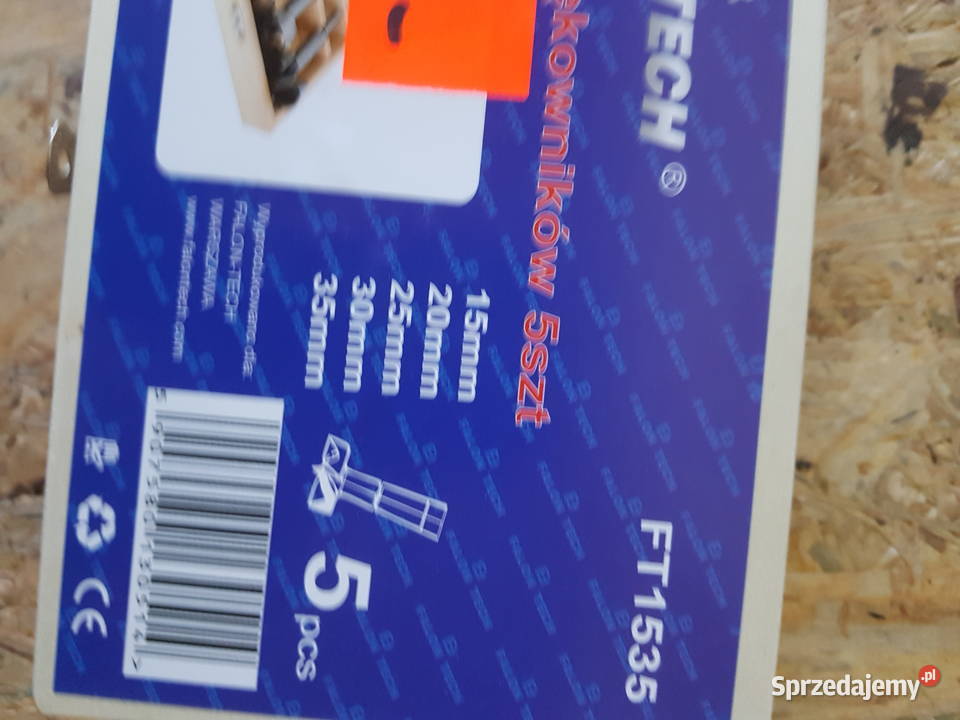 TECH®
FT1535
ękowników 5szt
15mm
20mm
25mm
30mm
35mm
5 pcs
Wyprodukowano dla:
FALON-TECH
WARSZAWA
www.falontech.com
CE
Sprzedajemy.pl